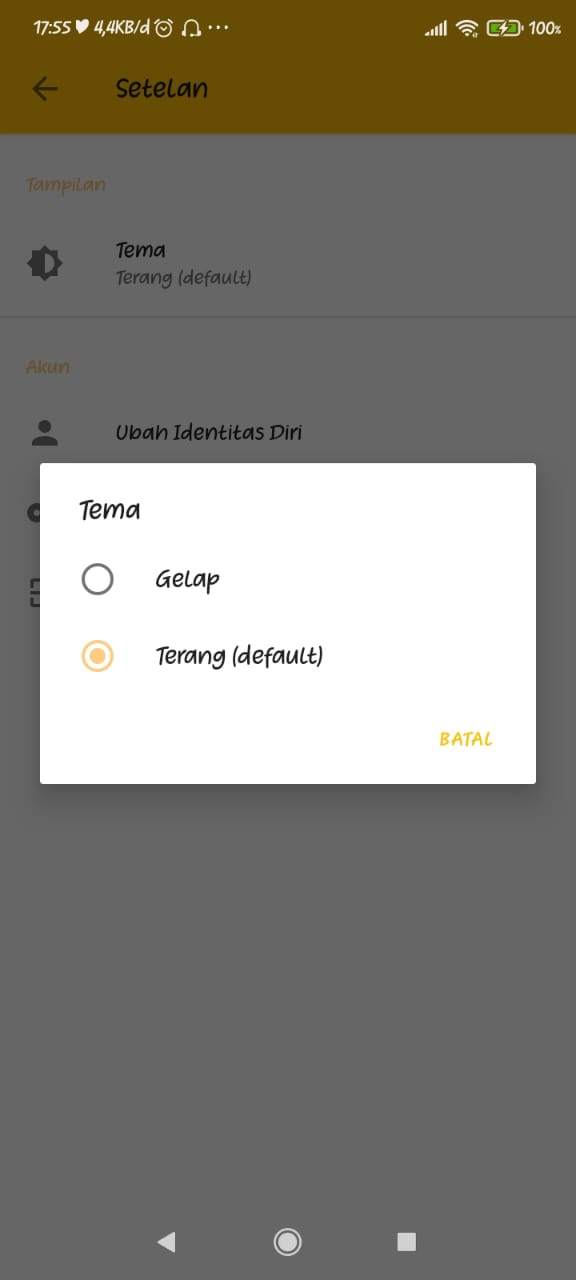 17:55 4,4KB/d ... 100%
Setelan
Tampilan
Tema
Terang (default)
Akun
Ubah Identitas Diri
Tema
Gelap
Terang (default)
BATAL